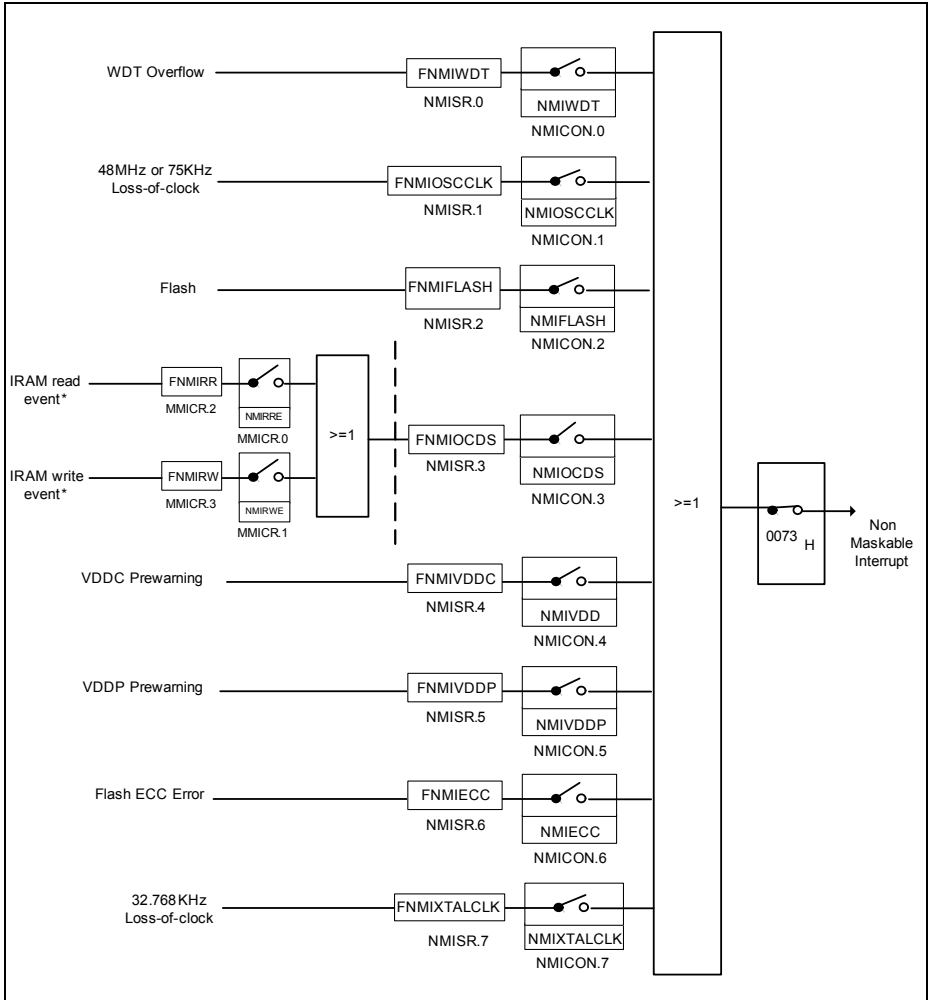 WDT Overflow
FNMIWDT
NMISR.0
NMIWDT
NMICON.0
48MHz or 75KHz
Loss-of-clock
FNMIOSCCLK
NMISR.1
NMIOSCCLK
NMICON.1
Flash
FNMIFLASH
NMISR.2
NMIFLASH
NMICON.2
IRAM read
event*
FNMIRR
MMICR.2
NMIRRE
MMICR.0
IRAM write
event*
FNMIRW
MMICR.3
NMIRWE
MMICR.1
>=1
FNMIOCDS
NMISR.3
NMIOCDS
NMICON.3
VDDC Prewarning
FNMIVDDC
NMISR.4
NMIVDD
NMICON.4
VDDP Prewarning
FNMIVDDP
NMISR.5
NMIVDDP
NMICON.5
Flash ECC Error
FNMIECC
NMISR.6
NMIECC
NMICON.6
32.768KHz
Loss-of-clock
FNMIXTALCLK
NMISR.7
NMIXTALCLK
NMICON.7
>=1
0073 H
Non
Maskable
Interrupt